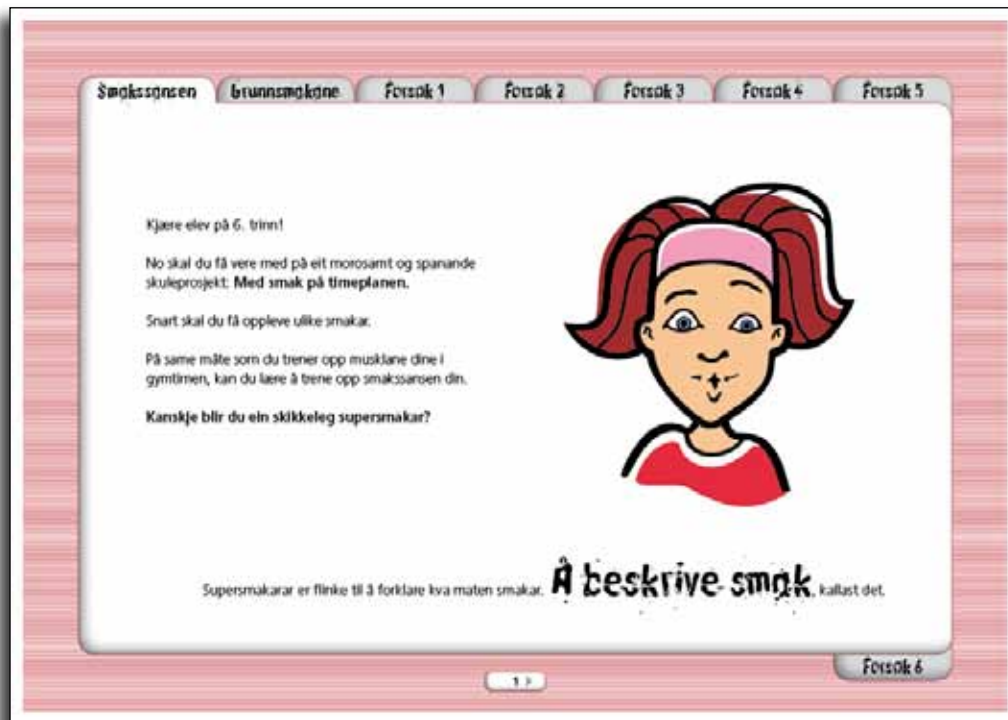 Smakssansen Grunnsmakane Forsøk 1 Forsøk 2 Forsøk 3 Forsøk 4 Forsøk 5
Kjære elev på 6. trinn!
No skal du få vere med på eit morosamt og spanande
skuleprosjekt: Med smak på timeplanen.
Snart skal du få oppleve ulike smakar.
På same måte som du trener opp musklane dine i
gymtimen, kan du lære å trene opp smakssansen din.
Kanskje blir du ein skikkeleg supersmakar?
Supersmakarar er flinke til å forklare kva maten smakar. Å beskrive smak, kallast det.
Forsøk 6
1 >